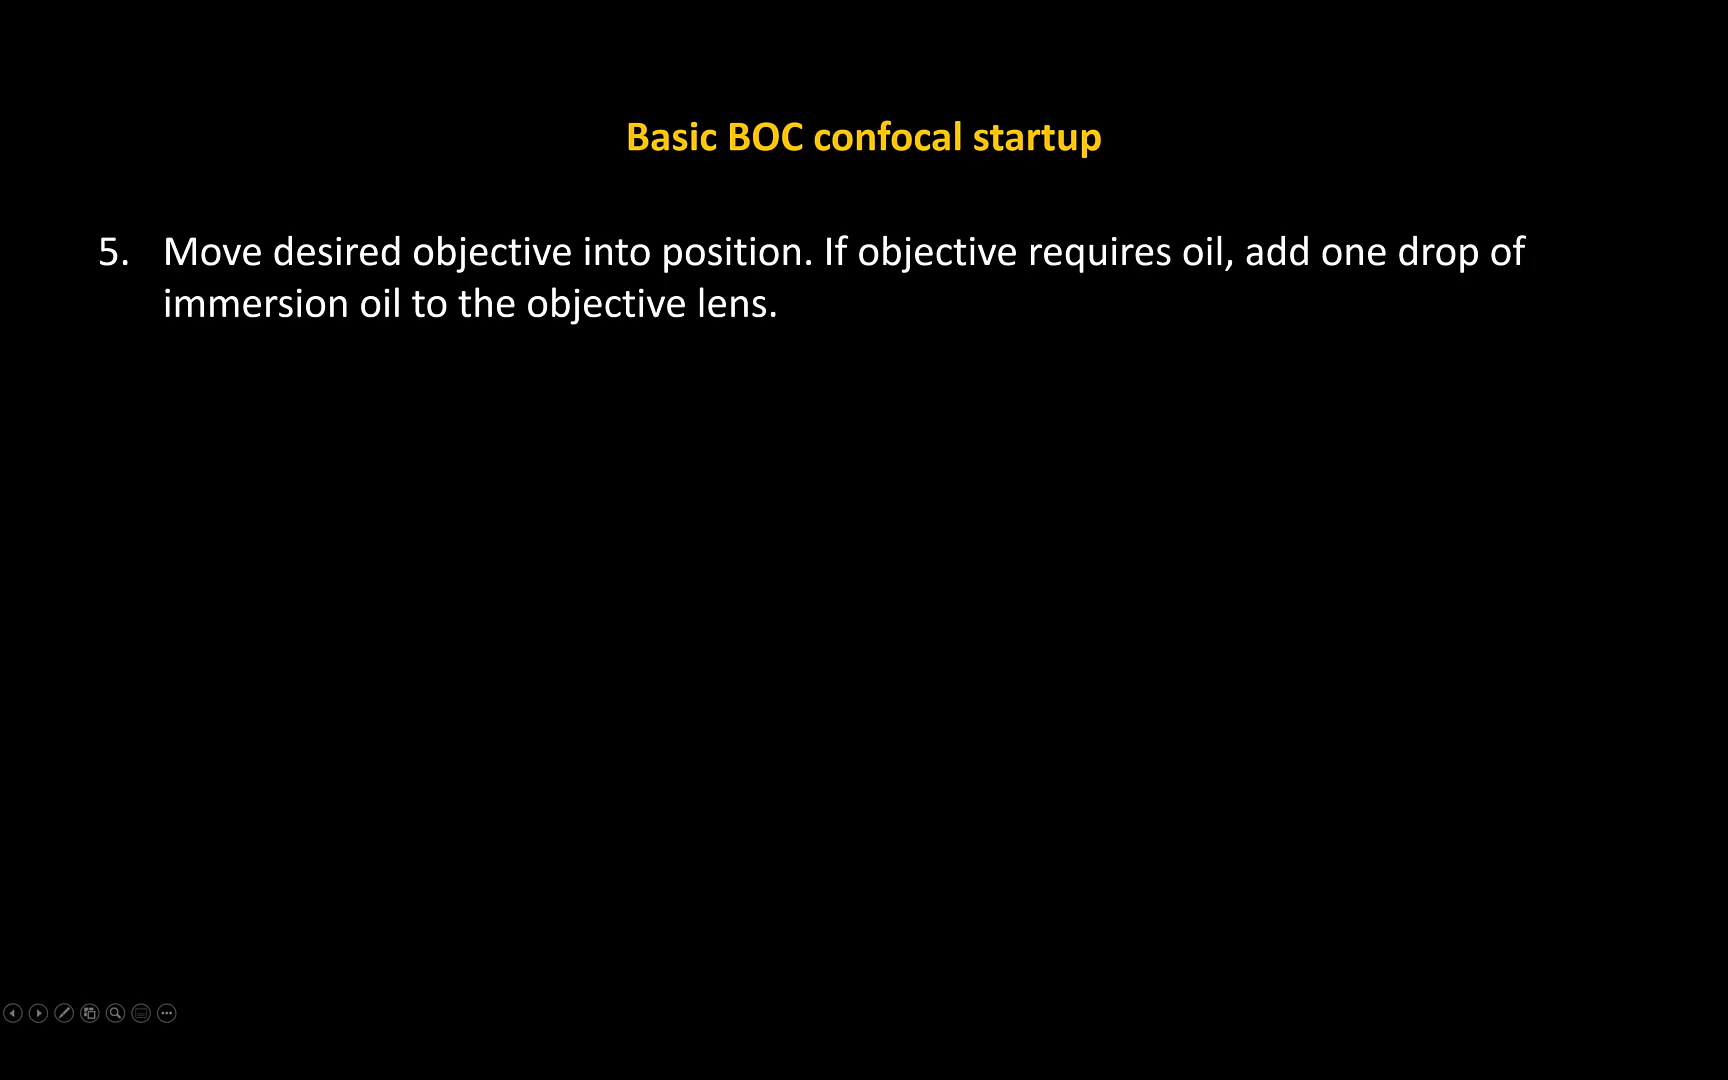 Basic BOC confocal startup
5. Move desired objective into position. If objective requires oil, add one drop of
immersion oil to the objective lens.